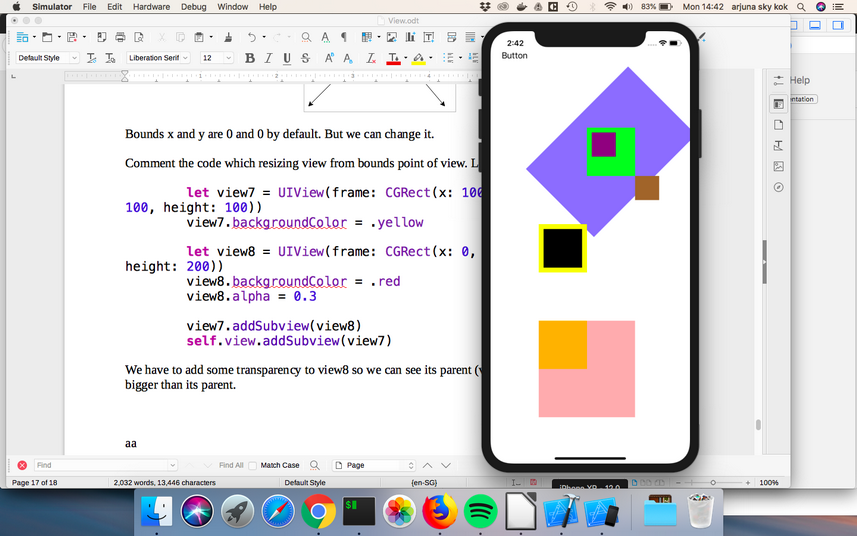 Simulator File Edit Hardware Debug Window Help
83% Mon 14:42 arjuna sky kok
View.odt
Default Style Liberation Serif 12
1 2 3 4
Help
entation
Bounds x and y are 0 and 0 by default. But we can change it.
Comment the code which resizing view from bounds point of view. L
let view7 = UIView(frame: CGRect(x: 100
100, height: 100))
view7.backgroundColor = .yellow
let view8 = UIView(frame: CGRect(x: 0,
height: 200))
view8.backgroundColor = .red
view8.alpha = 0.3
view7.addSubview(view8)
self.view.addSubview(view7)
We have to add some transparency to view8 so we can see its parent (v
bigger than its parent.
aa
2:42
Button
Find Find All Match Case Page
Page 17 of 18 2,032 words, 13,446 characters Default Style {en-SG} 100%
iPhone XR - 12.0